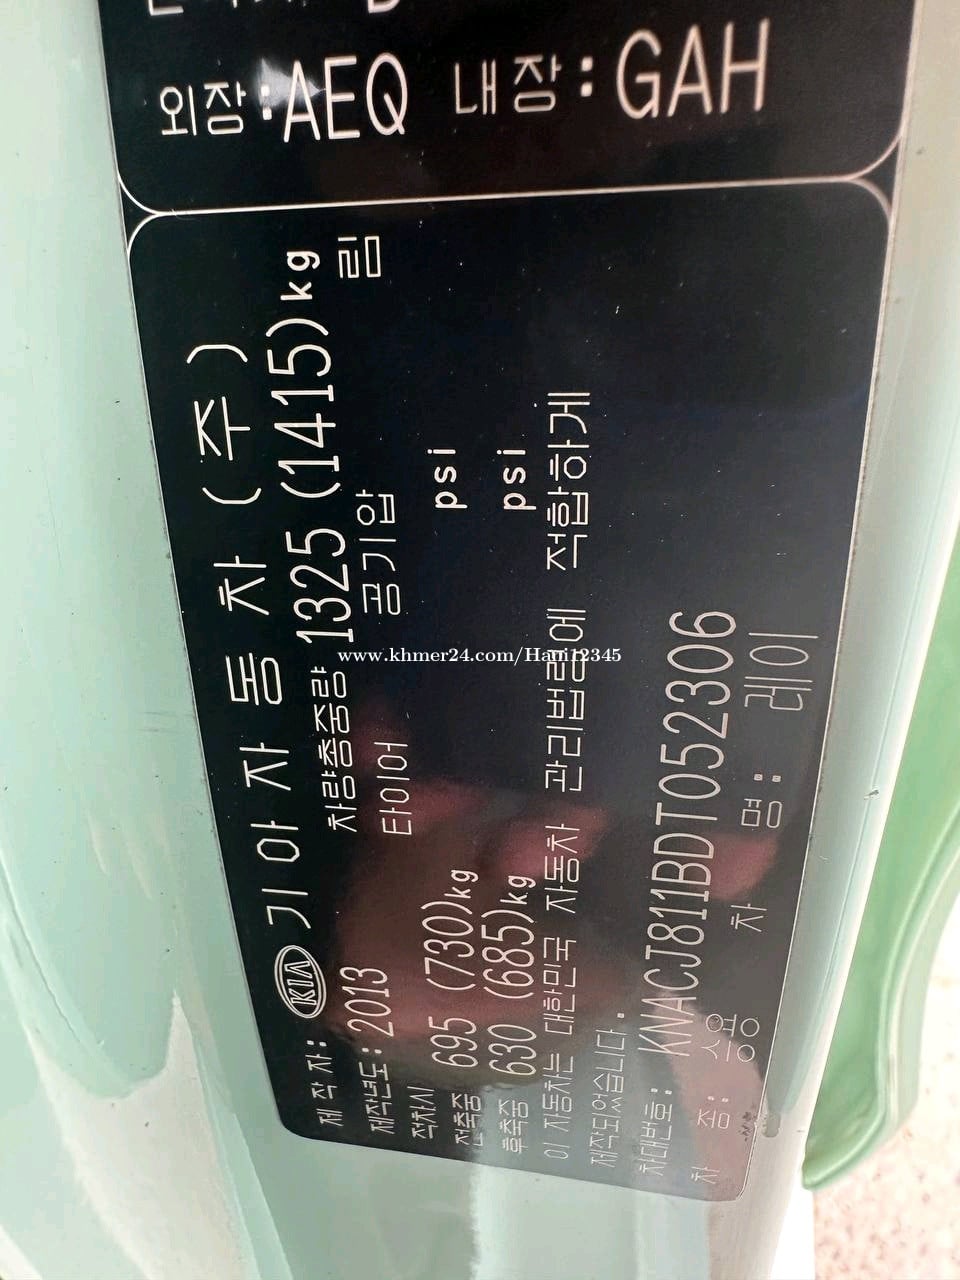 외장:AEQ 내장:GAH
제 작 자: KIA 기아자동차(주)
제작년도: 2013 차량총중량 1325 (1415)kg
적차시 타이어 공기압 림
전축중 695 (730)kg psi
후축중 630 (685)kg psi
이 자동차는 대한민국 자동차 관리법령에 적합하게
제작되었습니다.
차대번호: KNACJ811BDT052306
차 종: 승용 차 명: 레이
www.khmer24.com/Hani12345